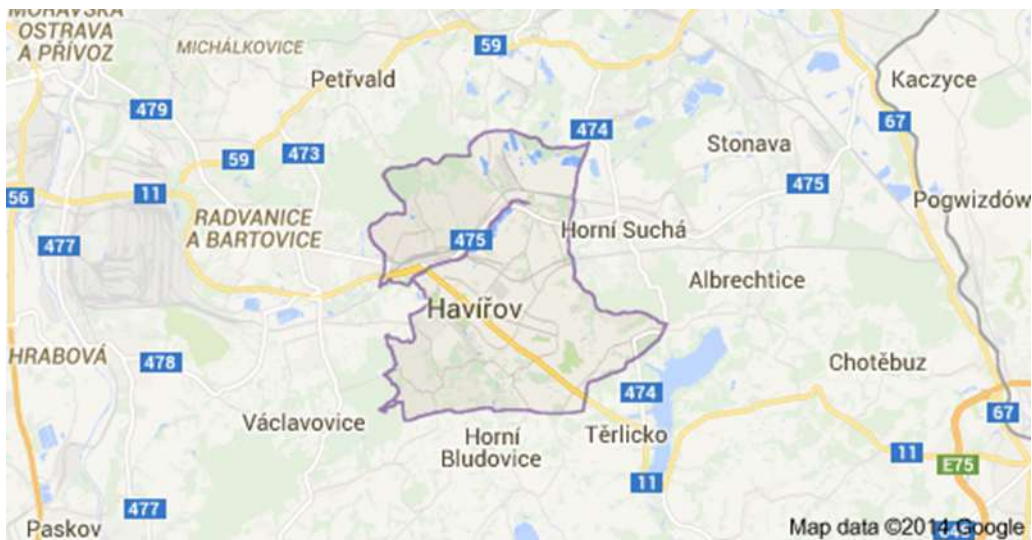 MORAVSKÁ
OSTRAVA
A PŘÍVOZ
MICHÁLKOVICE
59
Petřvald
Kaczyce
479
474
67
Stonava
59
473
475
56
11
Pogwizdów
RADVANICE
A BARTOVICE
477
475
Horní Suchá
Albrechtice
Havířov
HRABOVÁ
478
Chotěbuz
474
67
Václavovice
Horní
Bludovice
Těrlicko
11
E75
11
477
Paskov
Map data ©2014 Google